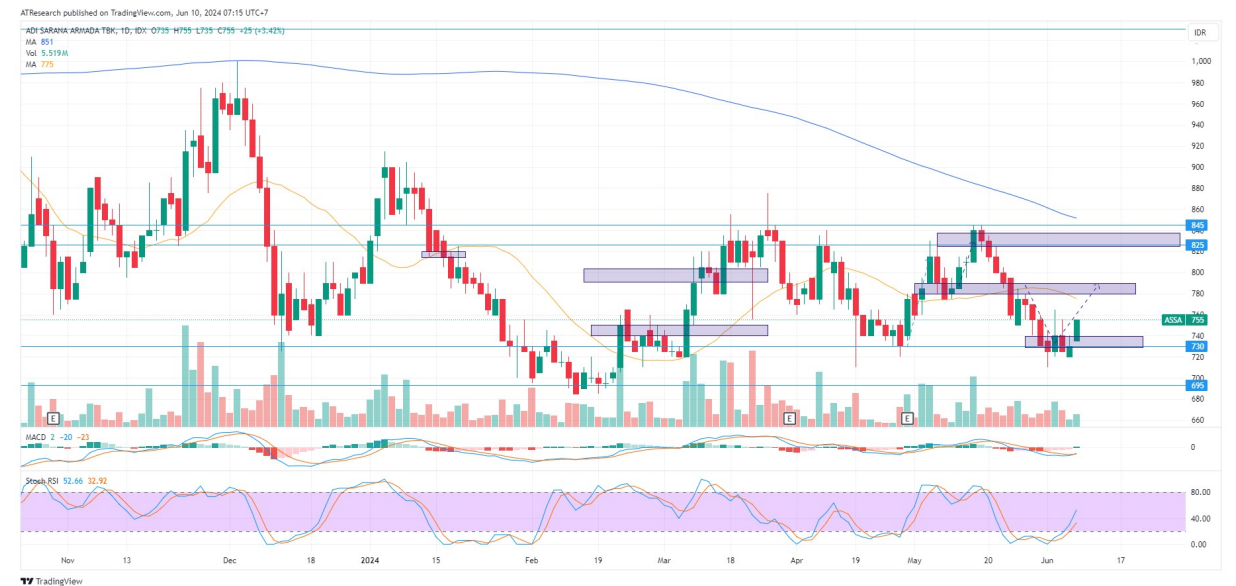 ATResearch published on TradingView.com, Jun 10, 2024 07:15 UTC+7
ADI SARANA ARMADA TBK, 1D, IDX O735 H755 L735 C755 +25 (+3.42%)
MA 851
Vol 5.519M
MA 775
IDR
1,000
980
960
940
920
900
880
860
845
825
820
800
780
760
ASSA 755
740
730
720
700
695
680
660
E
E
E
MACD 2 −20 −23
0
Stoch RSI 52.66 32.92
80.00
40.00
0.00
Nov 13 Dec 18 2024 15 Feb 19 Mar 18 Apr 19 May 20 Jun 17
TradingView